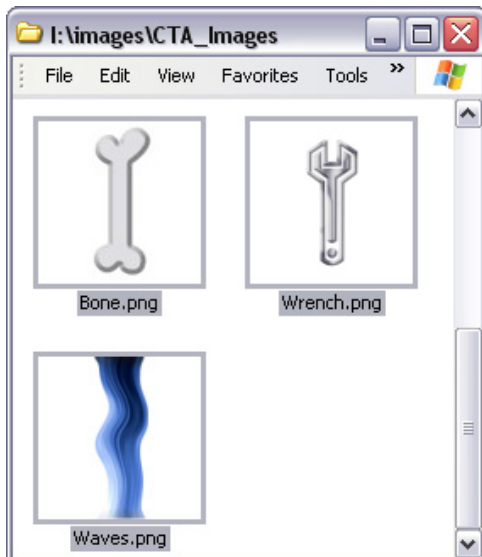 I:\images\CTA_Images
File Edit View Favorites Tools »
Bone.png
Wrench.png
Waves.png